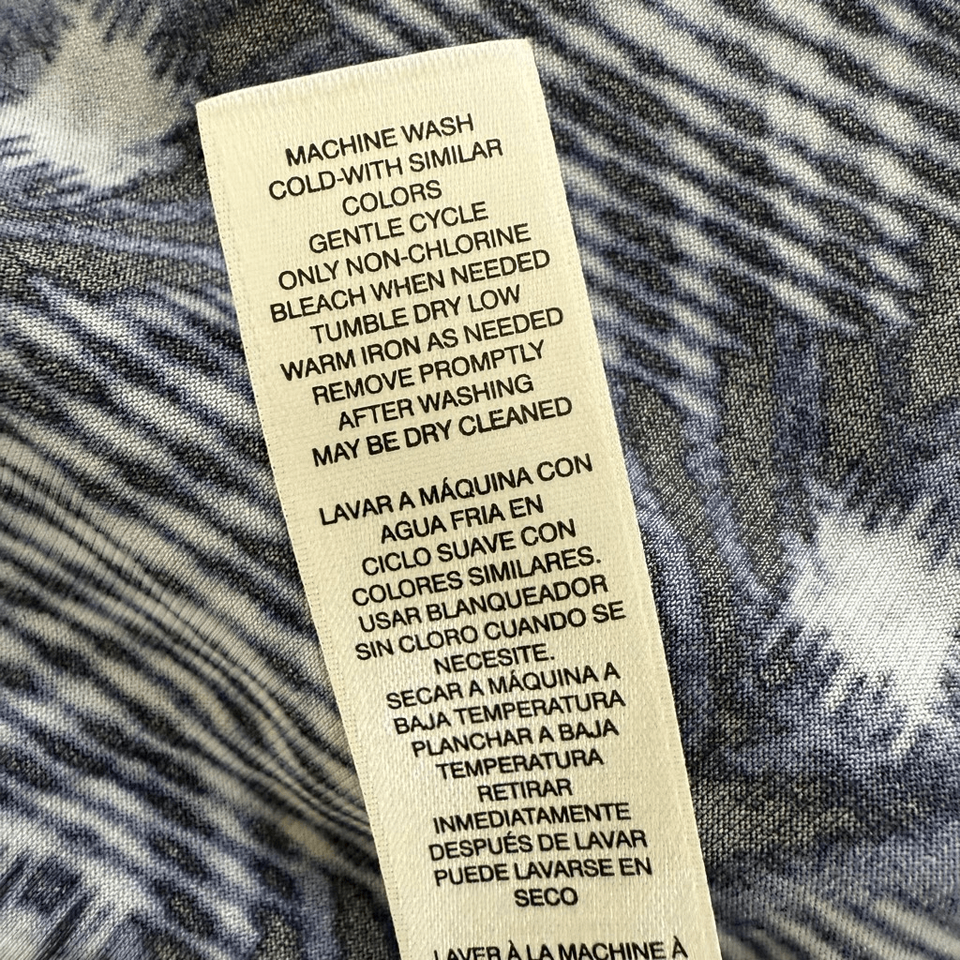 MACHINE WASH
COLD-WITH SIMILAR
COLORS
GENTLE CYCLE
ONLY NON-CHLORINE
BLEACH WHEN NEEDED
TUMBLE DRY LOW
WARM IRON AS NEEDED
REMOVE PROMPTLY
AFTER WASHING
MAY BE DRY CLEANED
LAVAR A MÁQUINA CON
AGUA FRIA EN
CICLO SUAVE CON
COLORES SIMILARES.
USAR BLANQUEADOR
SIN CLORO CUANDO SE
NECESITE.
SECAR A MÁQUINA A
BAJA TEMPERATURA
PLANCHAR A BAJA
TEMPERATURA
RETIRAR
INMEDIATAMENTE
DESPUÉS DE LAVAR
PUEDE LAVARSE EN
SECO
LAVER À LA MACHINE À